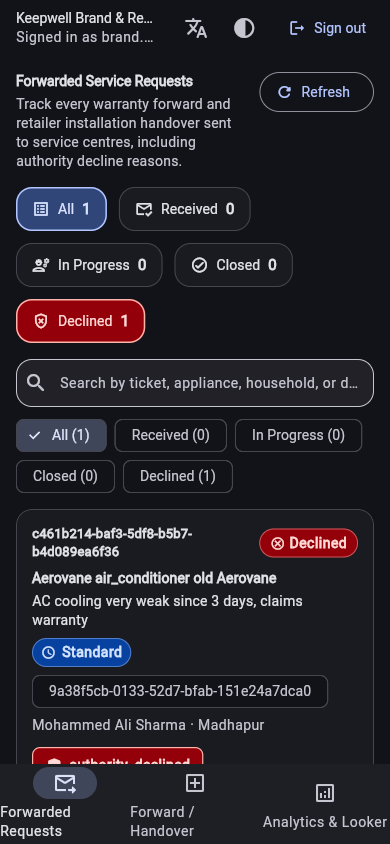 Keepwell Brand & Re...
Signed in as brand....
Sign out
Forwarded Service Requests
Track every warranty forward and
retailer installation handover sent
to service centres, including
authority decline reasons.
Refresh
All 1
Received 0
In Progress 0
Closed 0
Declined 1
Search by ticket, appliance, household, or d...
All (1)
Received (0)
In Progress (0)
Closed (0)
Declined (1)
c461b214-baf3-5df8-b5b7-
b4d089ea6f36
Declined
Aerovane air_conditioner old Aerovane
AC cooling very weak since 3 days, claims
warranty
Standard
9a38f5cb-0133-52d7-bfab-151e24a7dca0
Mohammed Ali Sharma · Madhapur
authority_declined
Forwarded
Requests
Forward /
Handover
Analytics & Looker